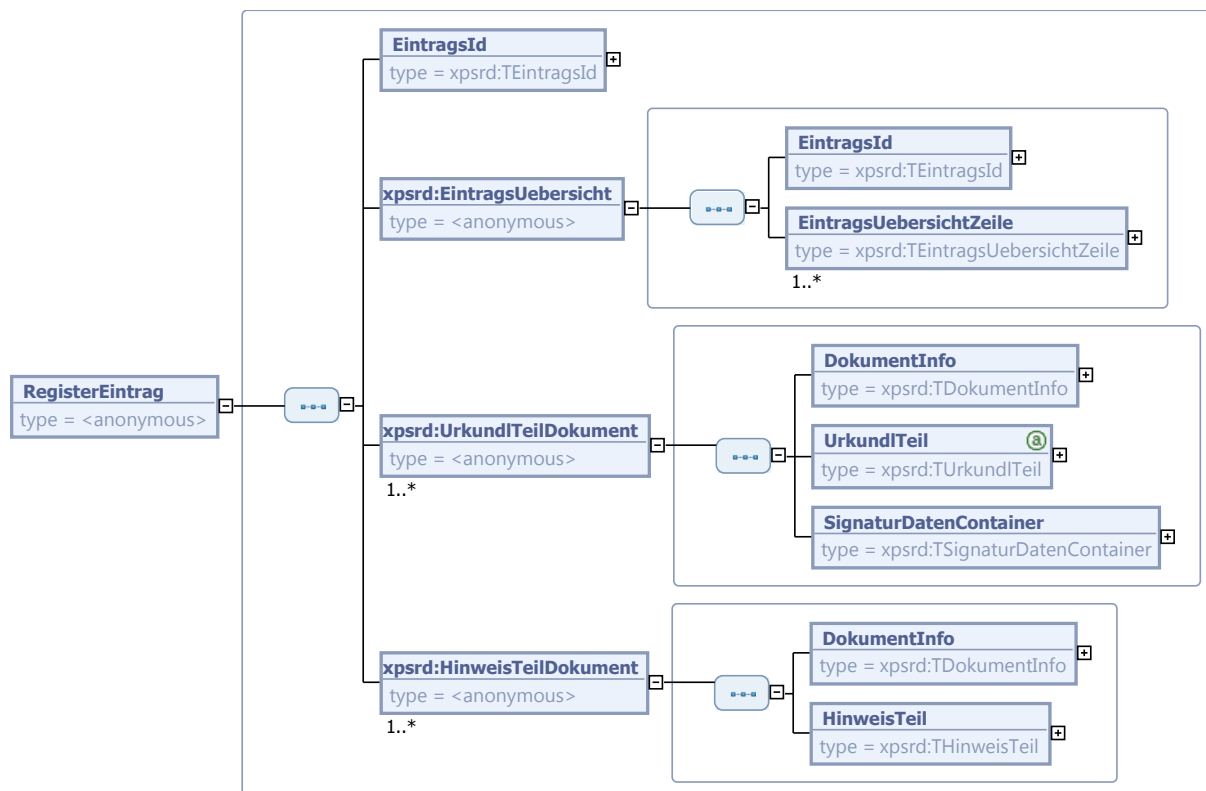 EintragsId
type = xpsrd:TEintragsId
EintragsId
type = xpsrd:TEintragsId
xpsrd:EintragsUebersicht
type = <anonymous>
EintragsUebersichtZeile
type = xpsrd:TEintragsUebersichtZeile
1..*
DokumentInfo
type = xpsrd:TDokumentInfo
RegisterEintrag
type = <anonymous>
xpsrd:UrkundlTeilDokument
type = <anonymous>
1..*
UrkundlTeil
a
type = xpsrd:TUrkundlTeil
SignaturDatenContainer
type = xpsrd:TSignaturDatenContainer
DokumentInfo
type = xpsrd:TDokumentInfo
xpsrd:HinweisTeilDokument
type = <anonymous>
1..*
HinweisTeil
type = xpsrd:THinweisTeil